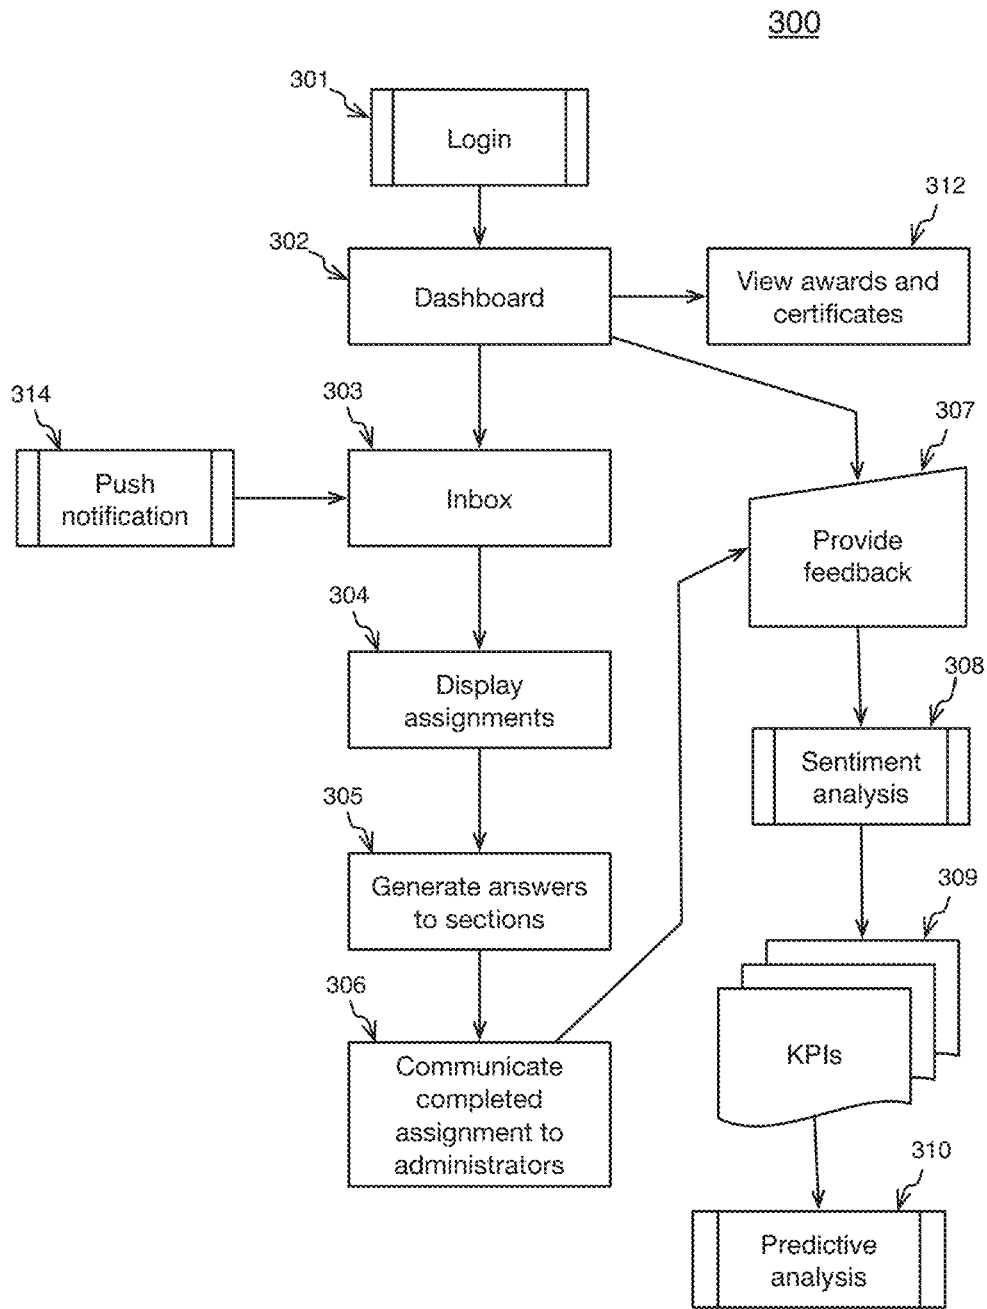 300
301
Login
312
302
Dashboard
View awards and
certificates
314
303
307
Push
notification
Inbox
Provide
feedback
304
Display
assignments
308
Sentiment
analysis
305
Generate answers
to sections
309
306
KPIs
Communicate
completed
assignment to
administrators
310
Predictive
analysis